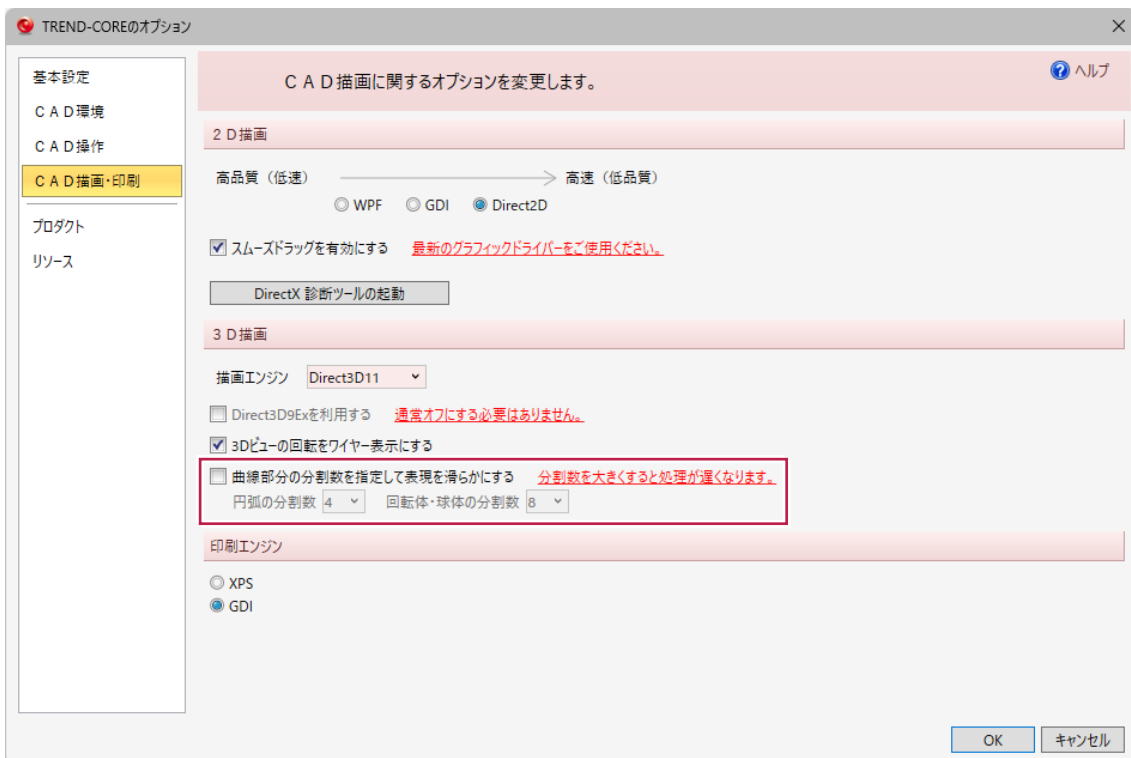 TREND-COREのオプション
基本設定
ＣＡＤ環境
ＣＡＤ操作
ＣＡＤ描画･印刷
プロダクト
リソース
ＣＡＤ描画に関するオプションを変更します。
ヘルプ
２Ｄ描画
高品質（低速） 高速（低品質）
WPF GDI Direct2D
スムーズドラッグを有効にする 最新のグラフィックドライバーをご使用ください。
DirectX 診断ツールの起動
３Ｄ描画
描画エンジン Direct3D11
Direct3D9Exを利用する 通常オフにする必要はありません。
3Dビューの回転をワイヤー表示にする
曲線部分の分割数を指定して表現を滑らかにする 分割数を大きくすると処理が遅くなります。
円弧の分割数 4 回転体･球体の分割数 8
印刷エンジン
XPS
GDI
OK キャンセル